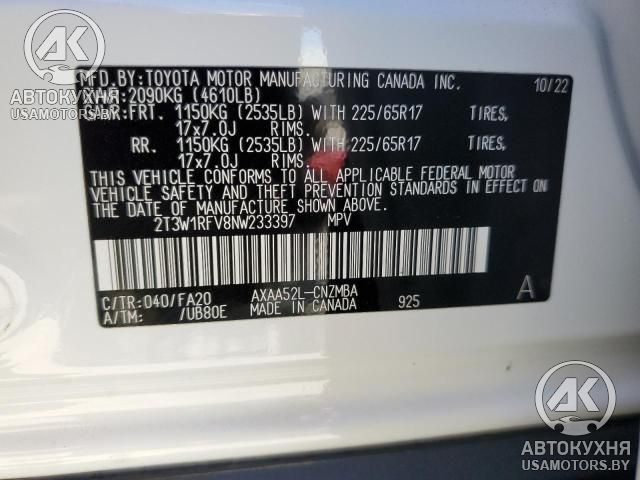 MFD.BY:TOYOTA MOTOR MANUFACTURING CANADA INC. 10/22
2090KG (4610LB)
FRT. 1150KG (2535LB) WITH 225/65R17 TIRES,
17x7.0J RIMS.
RR. 1150KG (2535LB) WITH 225/65R17 TIRES,
17x7.0J RIMS.
THIS VEHICLE CONFORMS TO ALL APPLICABLE FEDERAL MOTOR
VEHICLE SAFETY AND THEFT PREVENTION STANDARDS IN EFFECT ON
THE DATE OF MANUFACTURE SHOWN ABOVE.
2T3W1RFV8NW233397 MPV
C/TR:040/FA20 AXAA52L-CNZMBA A
A/TM: /UB80E MADE IN CANADA 925
АК
АВТОКУХНЯ
USAMOTORS.BY
АК
АВТОКУХНЯ
USAMOTORS.BY